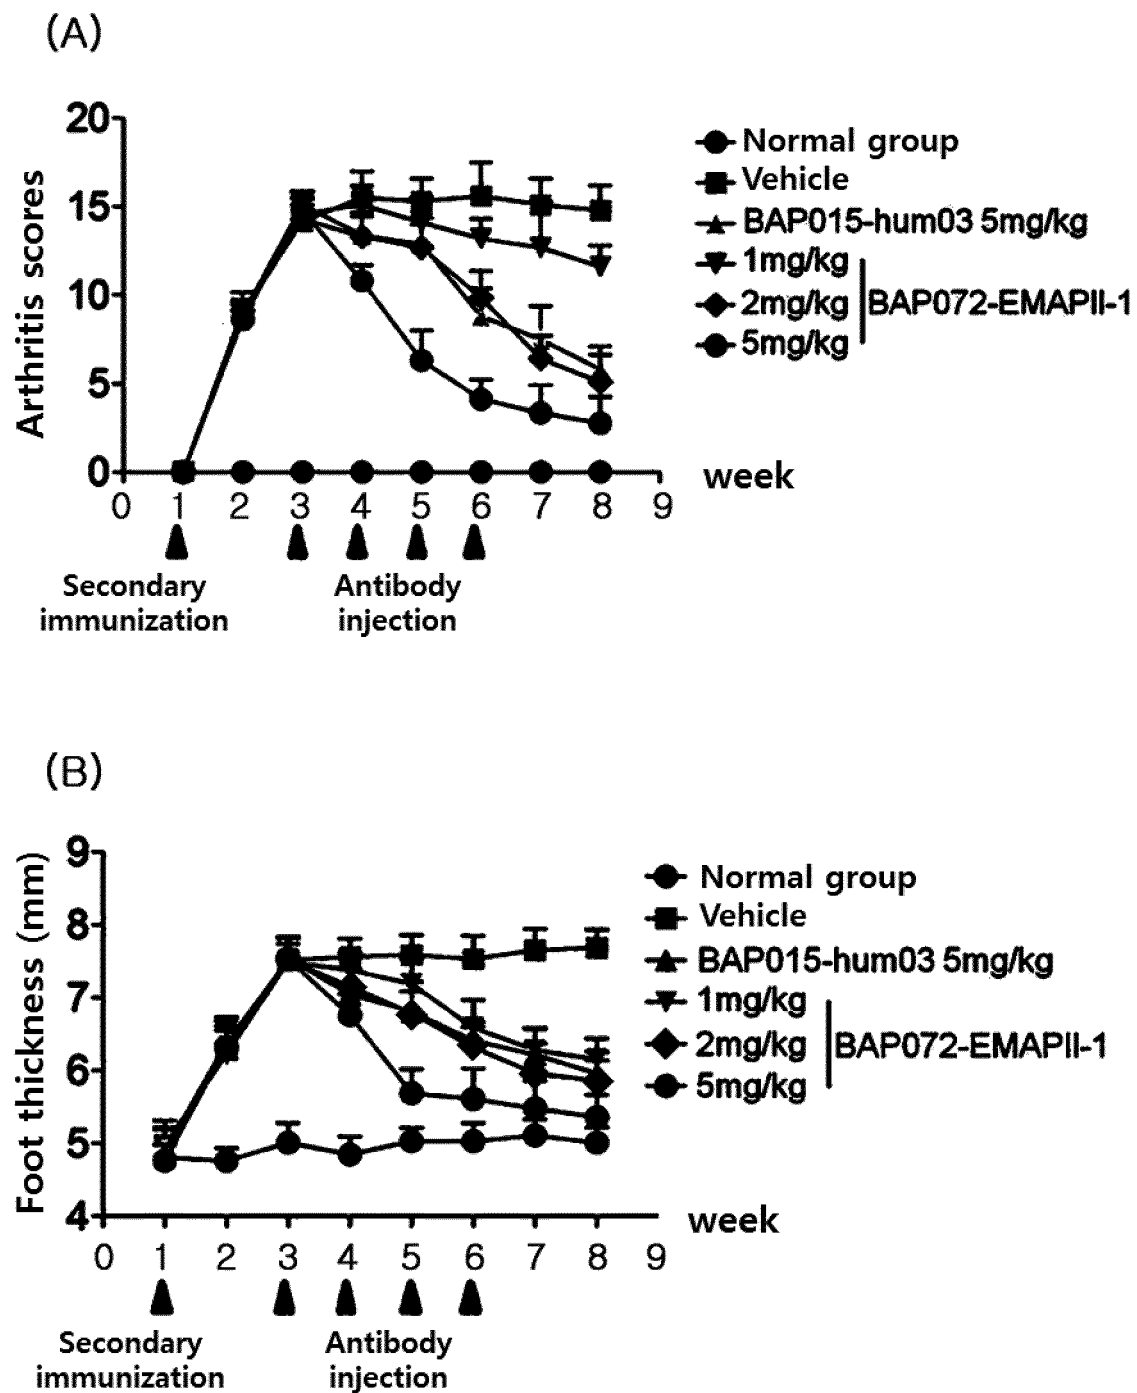 (A)
Arthritis scores
20
15
10
5
0
0 1 2 3 4 5 6 7 8 9
week
Secondary immunization
Antibody injection
Normal group
Vehicle
BAP015-hum03 5mg/kg
1mg/kg
2mg/kg
5mg/kg
BAP072-EMAPII-1
(B)
Foot thickness (mm)
9
8
7
6
5
4
0 1 2 3 4 5 6 7 8 9
week
Secondary immunization
Antibody injection
Normal group
Vehicle
BAP015-hum03 5mg/kg
1mg/kg
2mg/kg
5mg/kg
BAP072-EMAPII-1